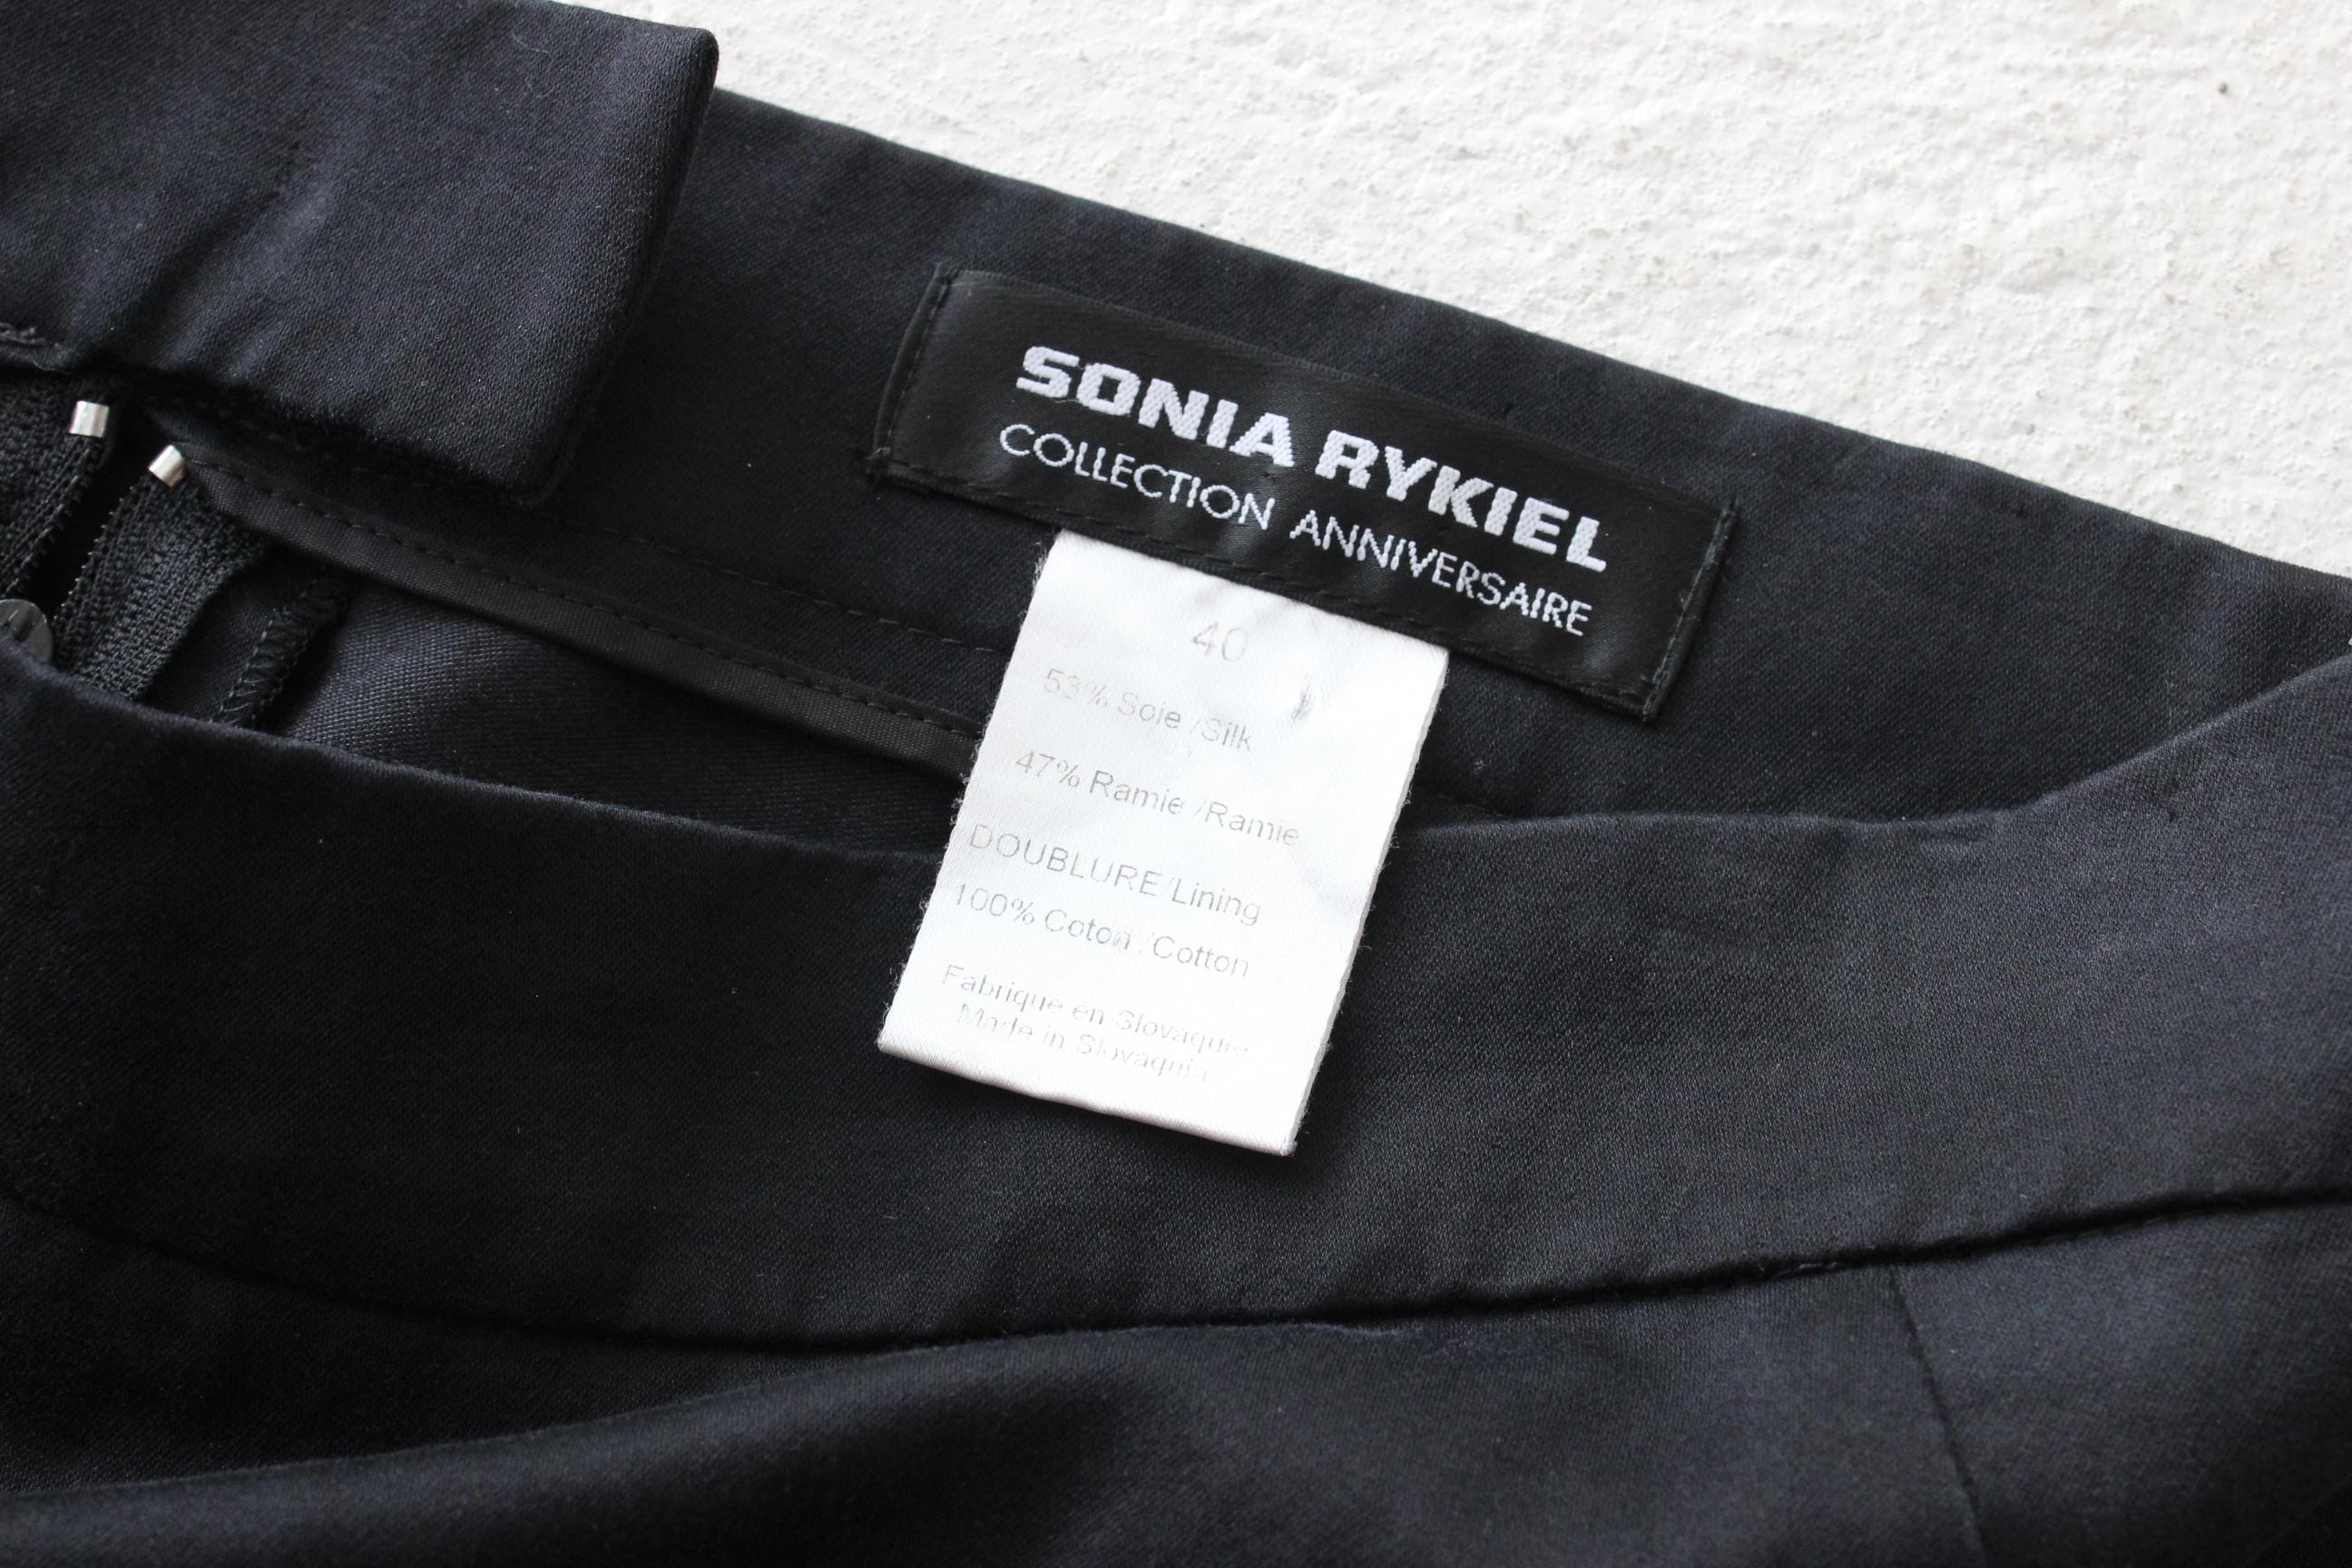 SONIA RYKIEL
COLLECTION ANNIVERSAIRE
40
53% Soie /Silk
47% Ramie /Ramie
DOUBLURE/Lining
100% Coton /Cotton
Fabrique en Slovaquie
Made in Slovaquia